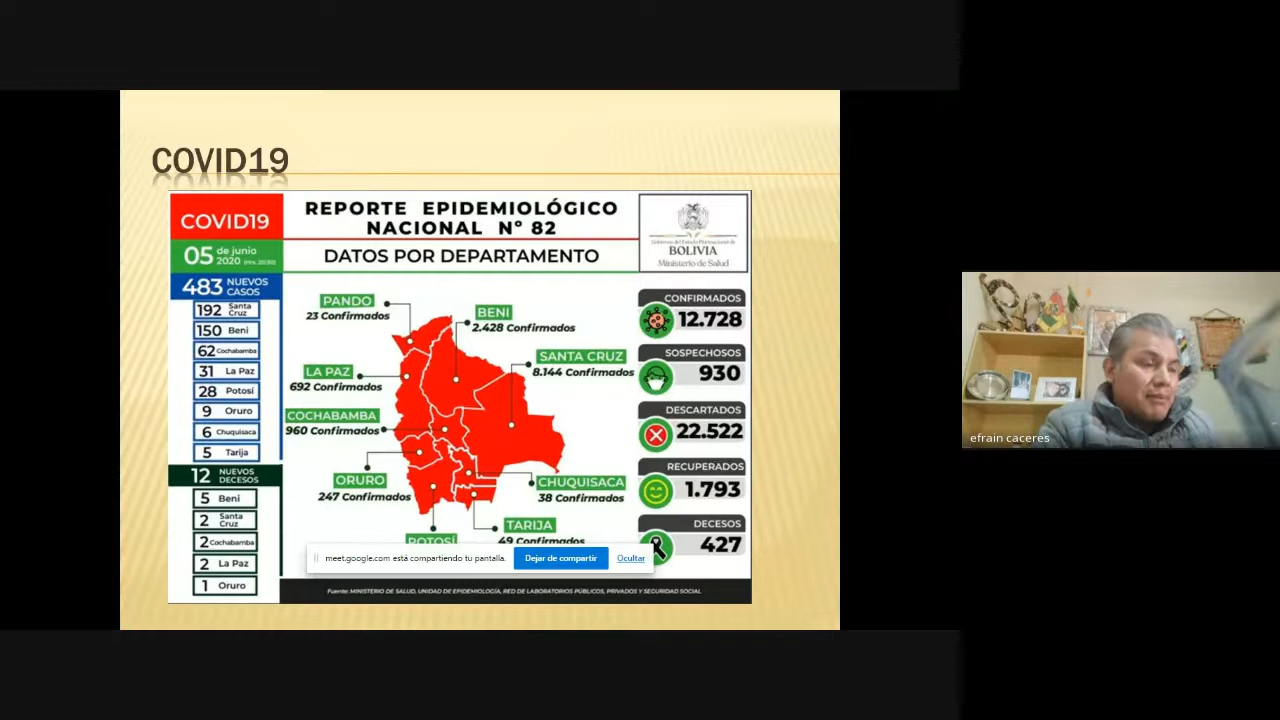 COVID19
COVID19
REPORTE EPIDEMIOLÓGICO
NACIONAL Nº 82
05 de junio
2020
DATOS POR DEPARTAMENTO
BOLIVIA
Ministerio de Salud
483 NUEVOS
CASOS
192 Santa
Cruz
150 Beni
62 Cochabamba
31 La Paz
28 Potosí
9 Oruro
6 Chuquisaca
5 Tarija
12 NUEVOS
DECESOS
5 Beni
2 Santa
Cruz
2 Cochabamba
2 La Paz
1 Oruro
PANDO
23 Confirmados
BENI
2.428 Confirmados
LA PAZ
692 Confirmados
SANTA CRUZ
8.144 Confirmados
COCHABAMBA
960 Confirmados
ORURO
247 Confirmados
CHUQUISACA
38 Confirmados
POTOSÍ
TARIJA
49 Confirmados
CONFIRMADOS
12.728
SOSPECHOSOS
930
DESCARTADOS
22.522
RECUPERADOS
1.793
DECESOS
427
meet.google.com está compartiendo tu pantalla.
Dejar de compartir
Ocultar
Fuente: MINISTERIO DE SALUD, UNIDAD DE EPIDEMIOLOGÍA, RED DE LABORATORIOS PÚBLICOS, PRIVADOS Y SEGURIDAD SOCIAL
efrain caceres